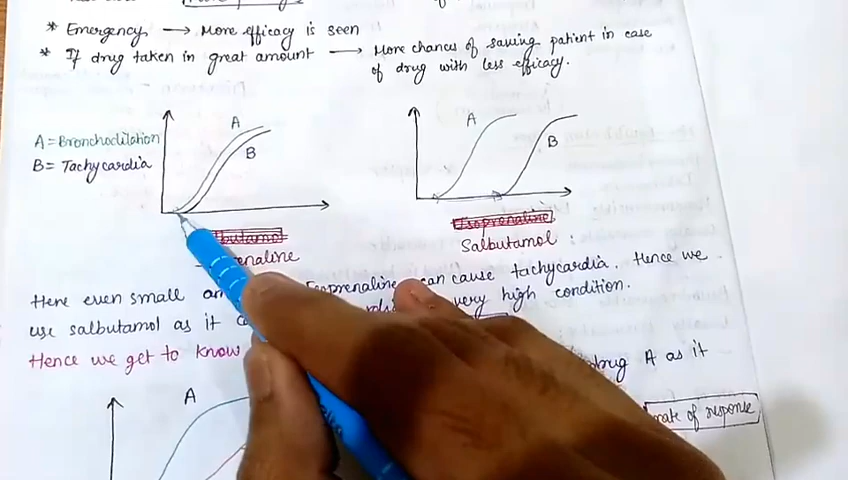 * Emergency → More efficacy is seen
* If drug taken in great amount → More chances of saving patient in case
of drug with less efficacy.
A = Bronchodilation
B = Tachycardia
A
B
A
B
Isoprenaline
Salbutamol :
Here even small Isoprenaline can cause tachycardia. Hence we
use salbutamol as it very high condition.
Hence we get to know drug A as it
rate of response
A